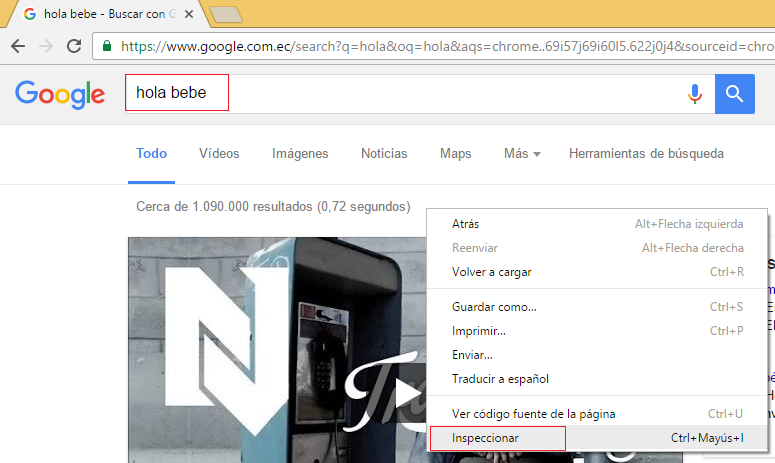 hola bebe - Buscar con G
https://www.google.com.ec/search?q=hola&oq=hola&aqs=chrome..69i57j69i60l5.622j0j4&sourceid=chro
Google
hola bebe
Todo Vídeos Imágenes Noticias Maps Más Herramientas de búsqueda
Cerca de 1.090.000 resultados (0,72 segundos)
N
Atrás Alt+Flecha izquierda
Reenviar Alt+Flecha derecha
Volver a cargar Ctrl+R
Guardar como... Ctrl+S
Imprimir... Ctrl+P
Enviar...
Traducir a español
Ver código fuente de la página Ctrl+U
Inspeccionar Ctrl+Mayús+I